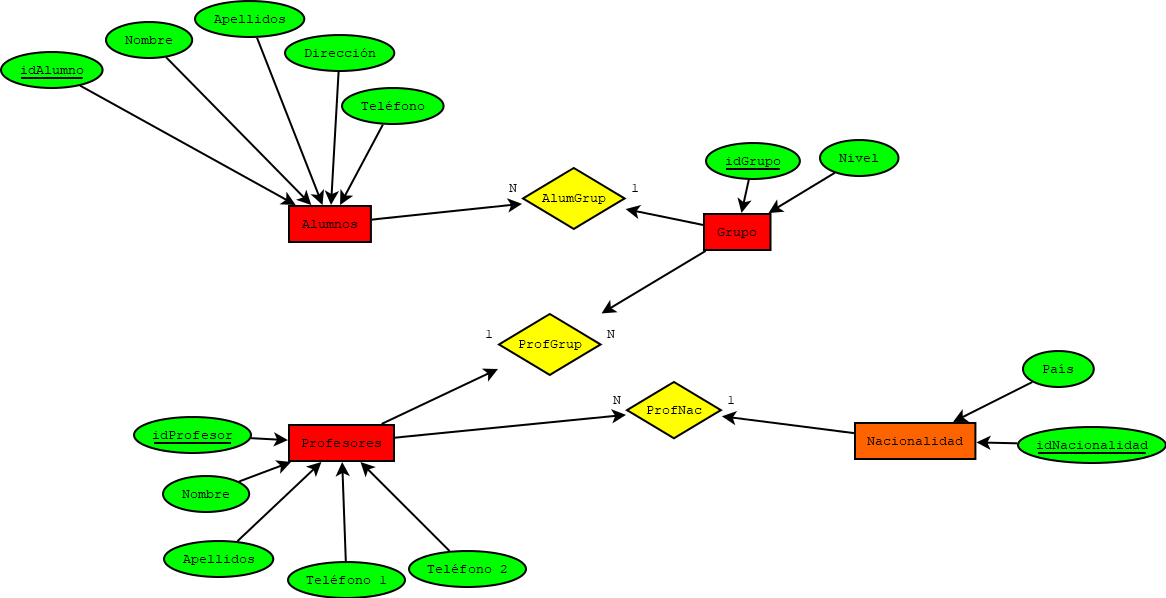 Apellidos
Nombre
Dirección
idAlumno
Teléfono
idGrupo
Nivel
N
1
AlumGrup
Alumnos
Grupo
1
N
ProfGrup
País
N
1
ProfNac
idProfesor
Profesores
Nacionalidad
idNacionalidad
Nombre
Apellidos
Teléfono 1
Teléfono 2